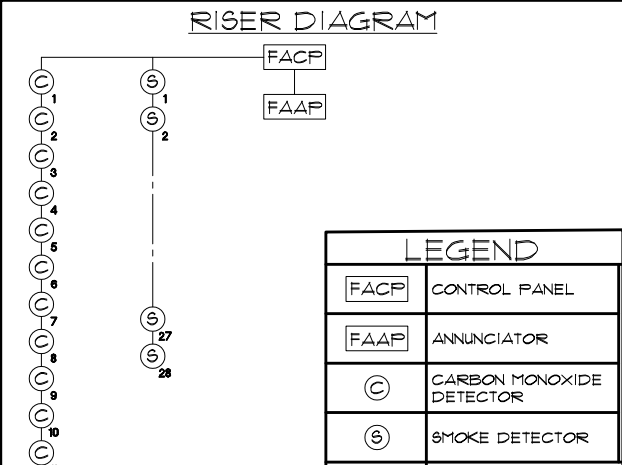 RISER DIAGRAM
FACP
FAAP
C
1
C
2
C
3
C
4
C
5
C
6
C
7
C
8
C
9
C
10
C
S
1
S
2
S
27
S
28
LEGEND
FACP CONTROL PANEL
FAAP ANNUNCIATOR
C CARBON MONOXIDE
DETECTOR
S SMOKE DETECTOR